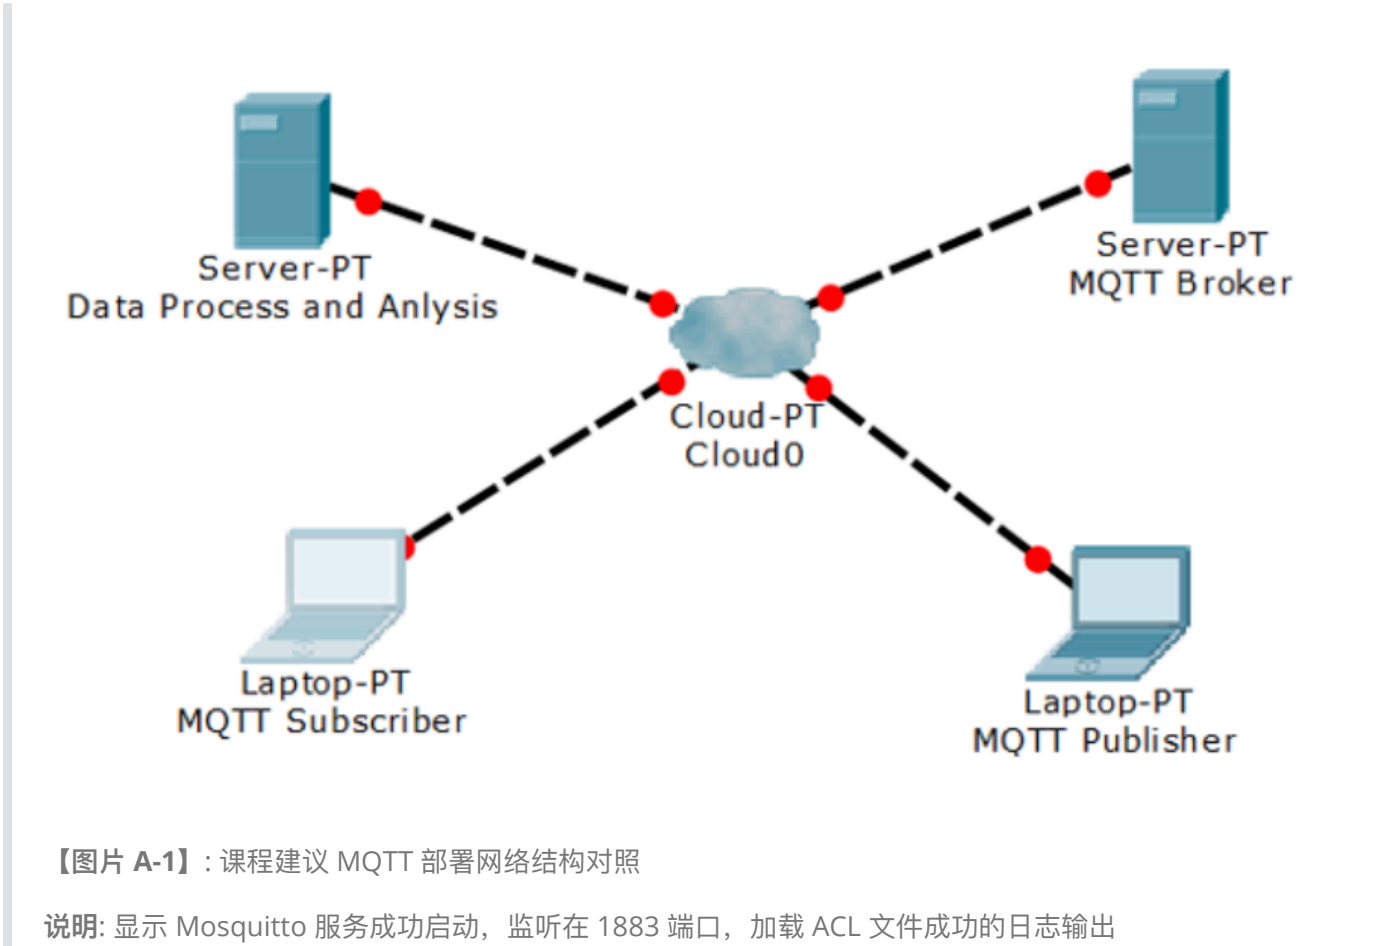 Server-PT
MQTT Broker
Server-PT
Data Process and Anlysis
Cloud-PT
Cloud0
Laptop-PT
MQTT Subscriber
Laptop-PT
MQTT Publisher
【图片 A-1】: 课程建议 MQTT 部署网络结构对照
说明: 显示 Mosquitto 服务成功启动，监听在 1883 端口，加载 ACL 文件成功的日志输出